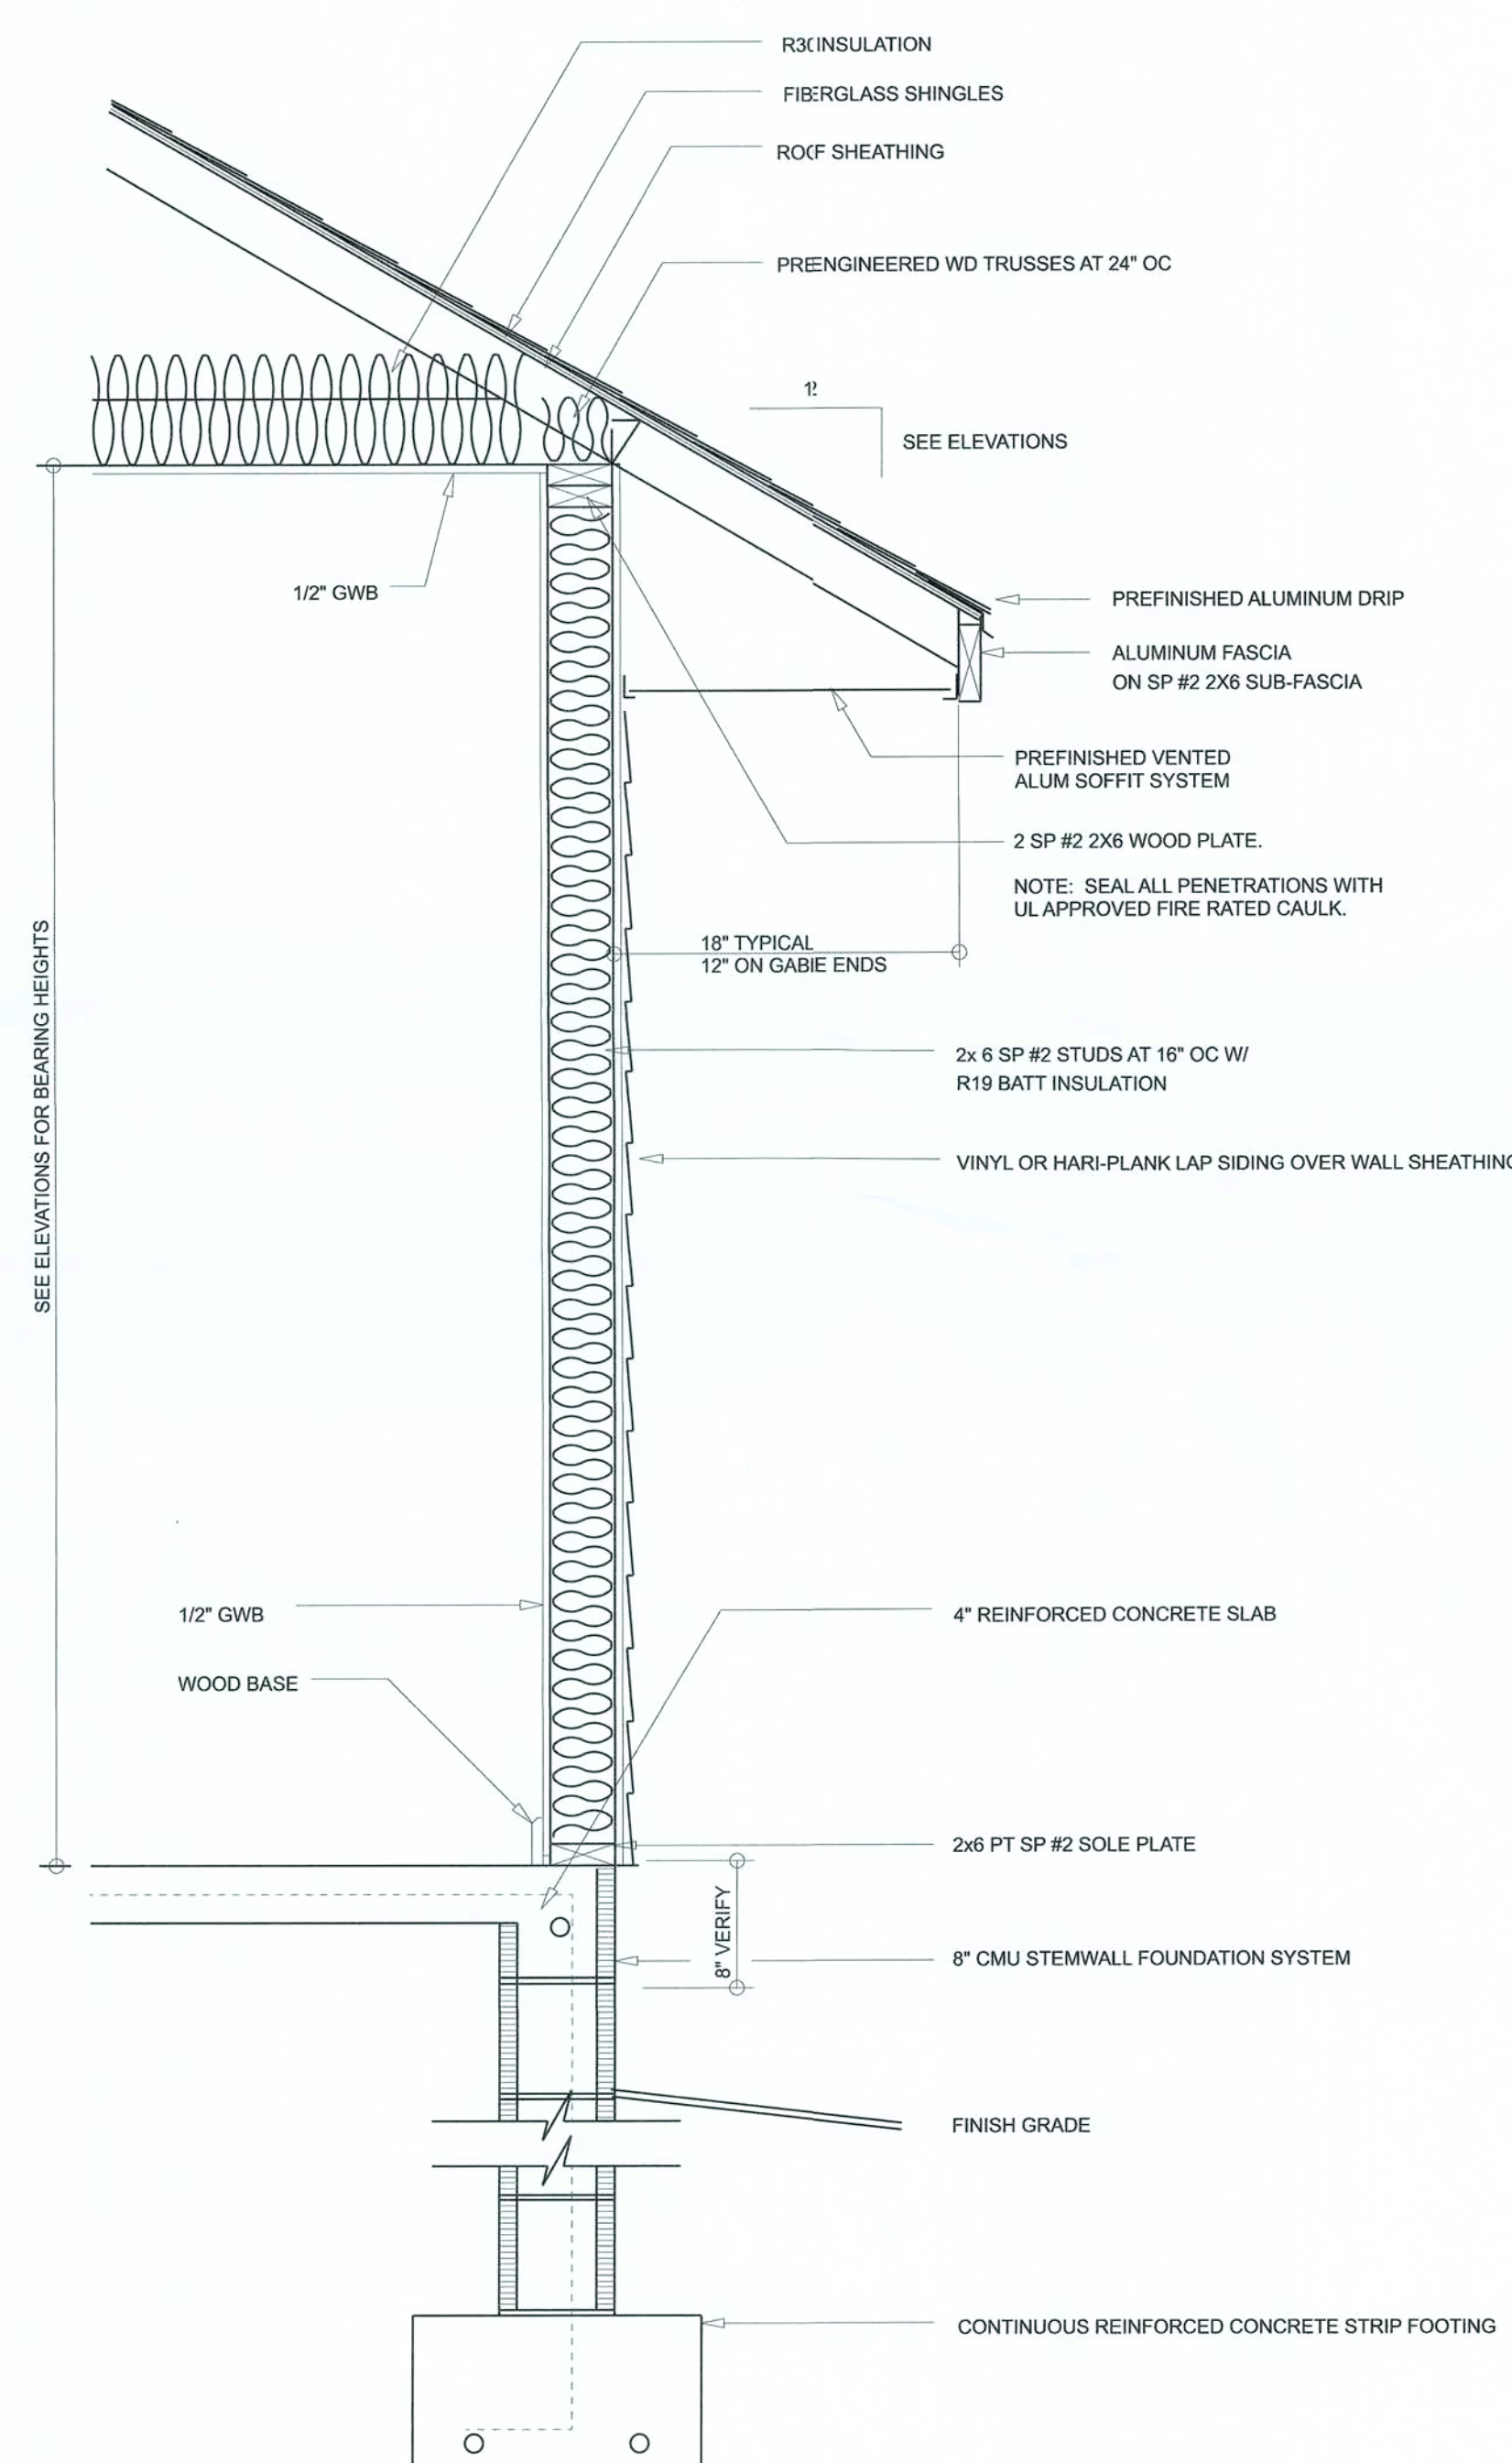 R30 INSULATION
FIBERGLASS SHINGLES
ROOF SHEATHING
PREENGINEERED WD TRUSSES AT 24" OC
12
SEE ELEVATIONS
1/2" GWB
PREFINISHED ALUMINUM DRIP
ALUMINUM FASCIA
ON SP #2 2X6 SUB-FASCIA
PREFINISHED VENTED
ALUM SOFFIT SYSTEM
2 SP #2 2X6 WOOD PLATE.
NOTE: SEAL ALL PENETRATIONS WITH
UL APPROVED FIRE RATED CAULK.
18" TYPICAL
12" ON GABLE ENDS
SEE ELEVATIONS FOR BEARING HEIGHTS
2x 6 SP #2 STUDS AT 16" OC W/
R19 BATT INSULATION
VINYL OR HARI-PLANK LAP SIDING OVER WALL SHEATHING
1/2" GWB
4" REINFORCED CONCRETE SLAB
WOOD BASE
2x6 PT SP #2 SOLE PLATE
8" VERIFY
8" CMU STEMWALL FOUNDATION SYSTEM
FINISH GRADE
CONTINUOUS REINFORCED CONCRETE STRIP FOOTING